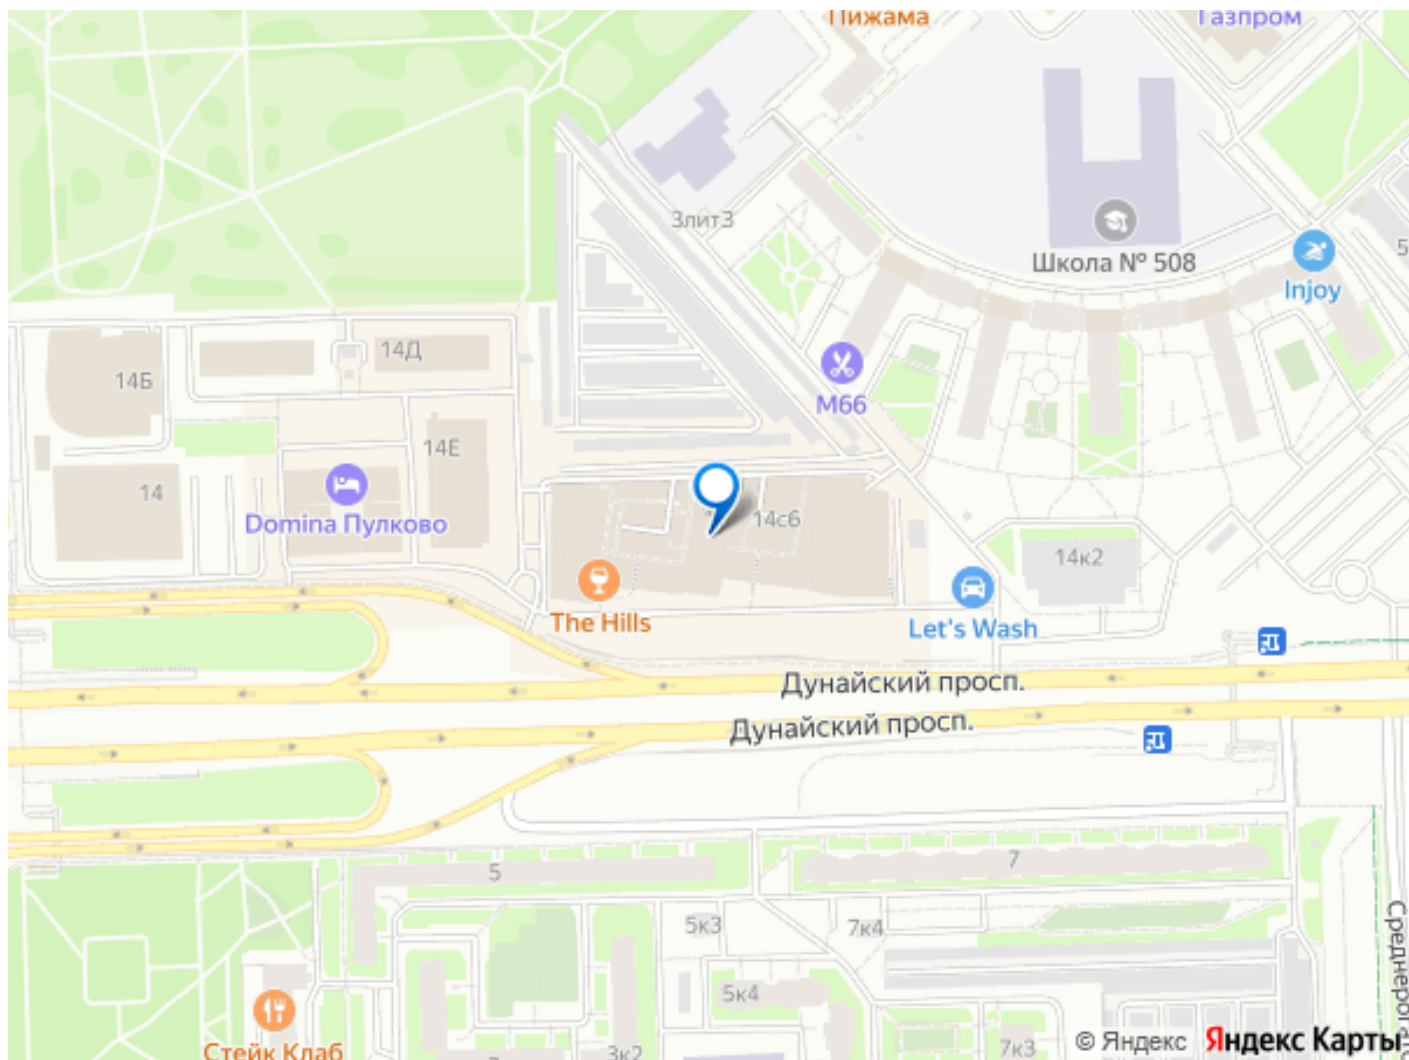 Пижама
Газпром
3лит3
Школа № 508
Injoy
14Д
14Б
М66
14Е
14
Domina Пулково
14с6
14к2
The Hills
Let's Wash
Дунайский просп.
Дунайский просп.
5
7
5к3
7к4
5к4
Стейк Клаб
3к2
7к3
© Яндекс
Яндекс Карты